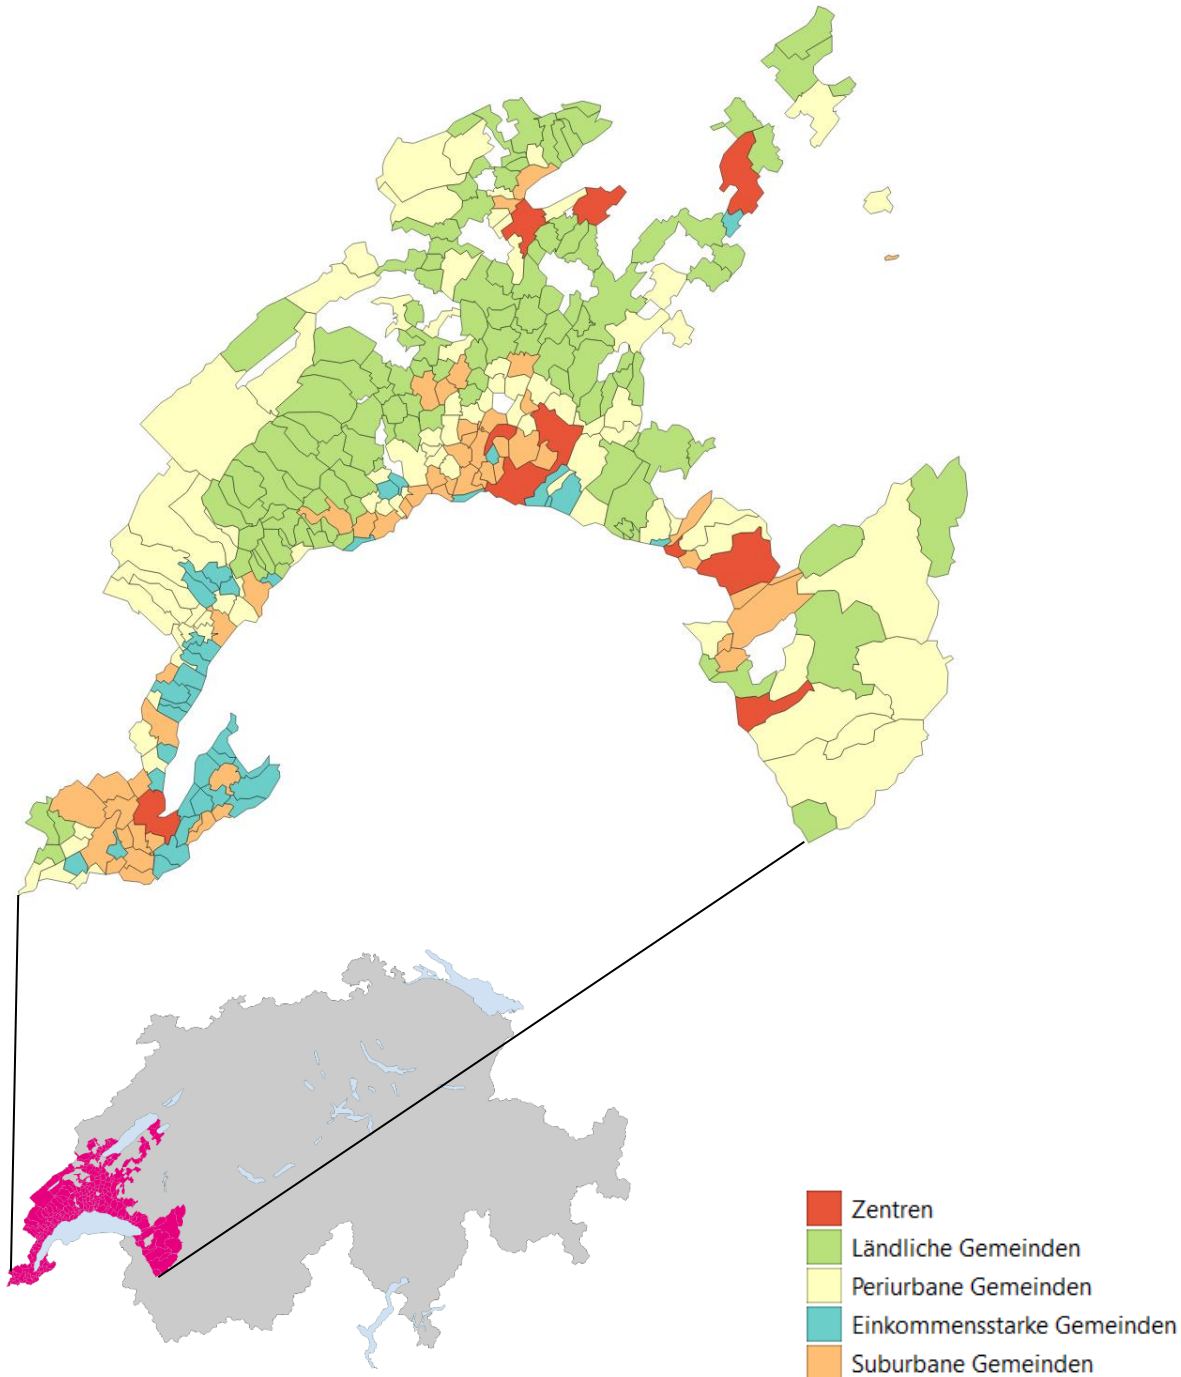 Zentren
Ländliche Gemeinden
Periurbane Gemeinden
Einkommensstarke Gemeinden
Suburbane Gemeinden